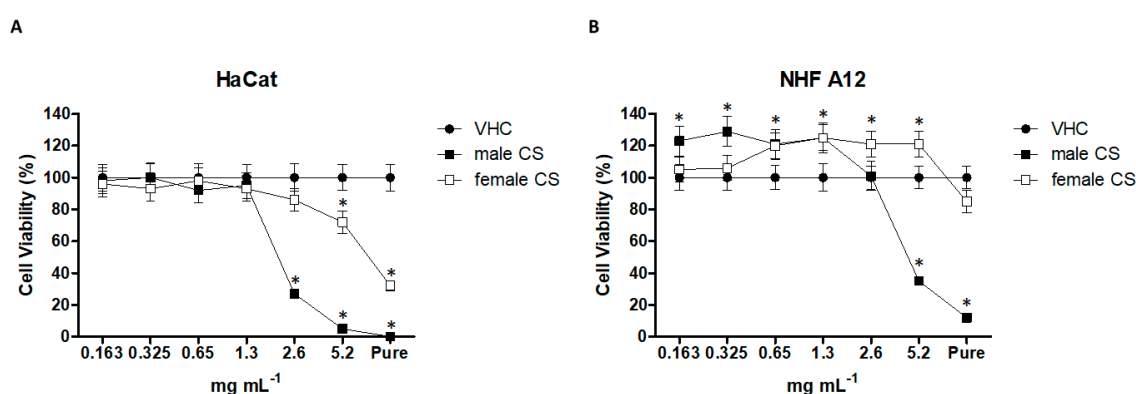 A
HaCat
Cell Viability (%)
140
120
100
80
60
40
20
0
* * * * *
0.163 0.325 0.65 1.3 2.6 5.2 Pure
mg mL⁻¹
VHC
male CS
female CS
B
NHF A12
Cell Viability (%)
140
120
100
80
60
40
20
0
* * * * * * * *
0.163 0.325 0.65 1.3 2.6 5.2 Pure
mg mL⁻¹
VHC
male CS
female CS